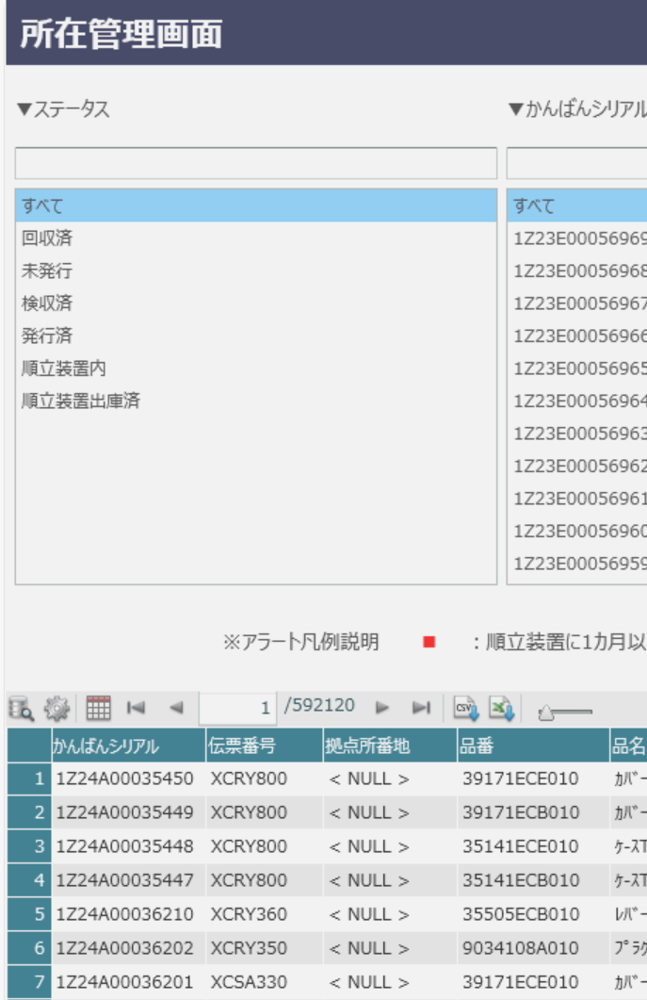 所在管理画面
▼ステータス ▼かんばんシリアル
すべて すべて
回収済 1Z23E00056969
未発行 1Z23E00056968
検収済 1Z23E00056967
発行済 1Z23E00056966
順立装置内 1Z23E00056965
順立装置出庫済 1Z23E00056964
1Z23E00056963
1Z23E00056962
1Z23E00056961
1Z23E00056960
1Z23E00056959
※アラート凡例説明 ■ : 順立装置に1カ月以
1 /592120 CSV
かんばんシリアル 伝票番号 拠点所番地 品番 品名
1 1Z24A00035450 XCRY800 < NULL > 39171ECE010 ｶﾊﾞｰ
2 1Z24A00035449 XCRY800 < NULL > 39171ECB010 ｶﾊﾞｰ
3 1Z24A00035448 XCRY800 < NULL > 35141ECE010 ｹｰｽT
4 1Z24A00035447 XCRY800 < NULL > 35141ECB010 ｹｰｽT
5 1Z24A00036210 XCRY360 < NULL > 35505ECB010 ﾚﾊﾞｰ
6 1Z24A00036202 XCRY350 < NULL > 9034108A010 ﾌﾟﾗｸ
7 1Z24A00036201 XCSA330 < NULL > 39171ECE010 ｶﾊﾞｰ